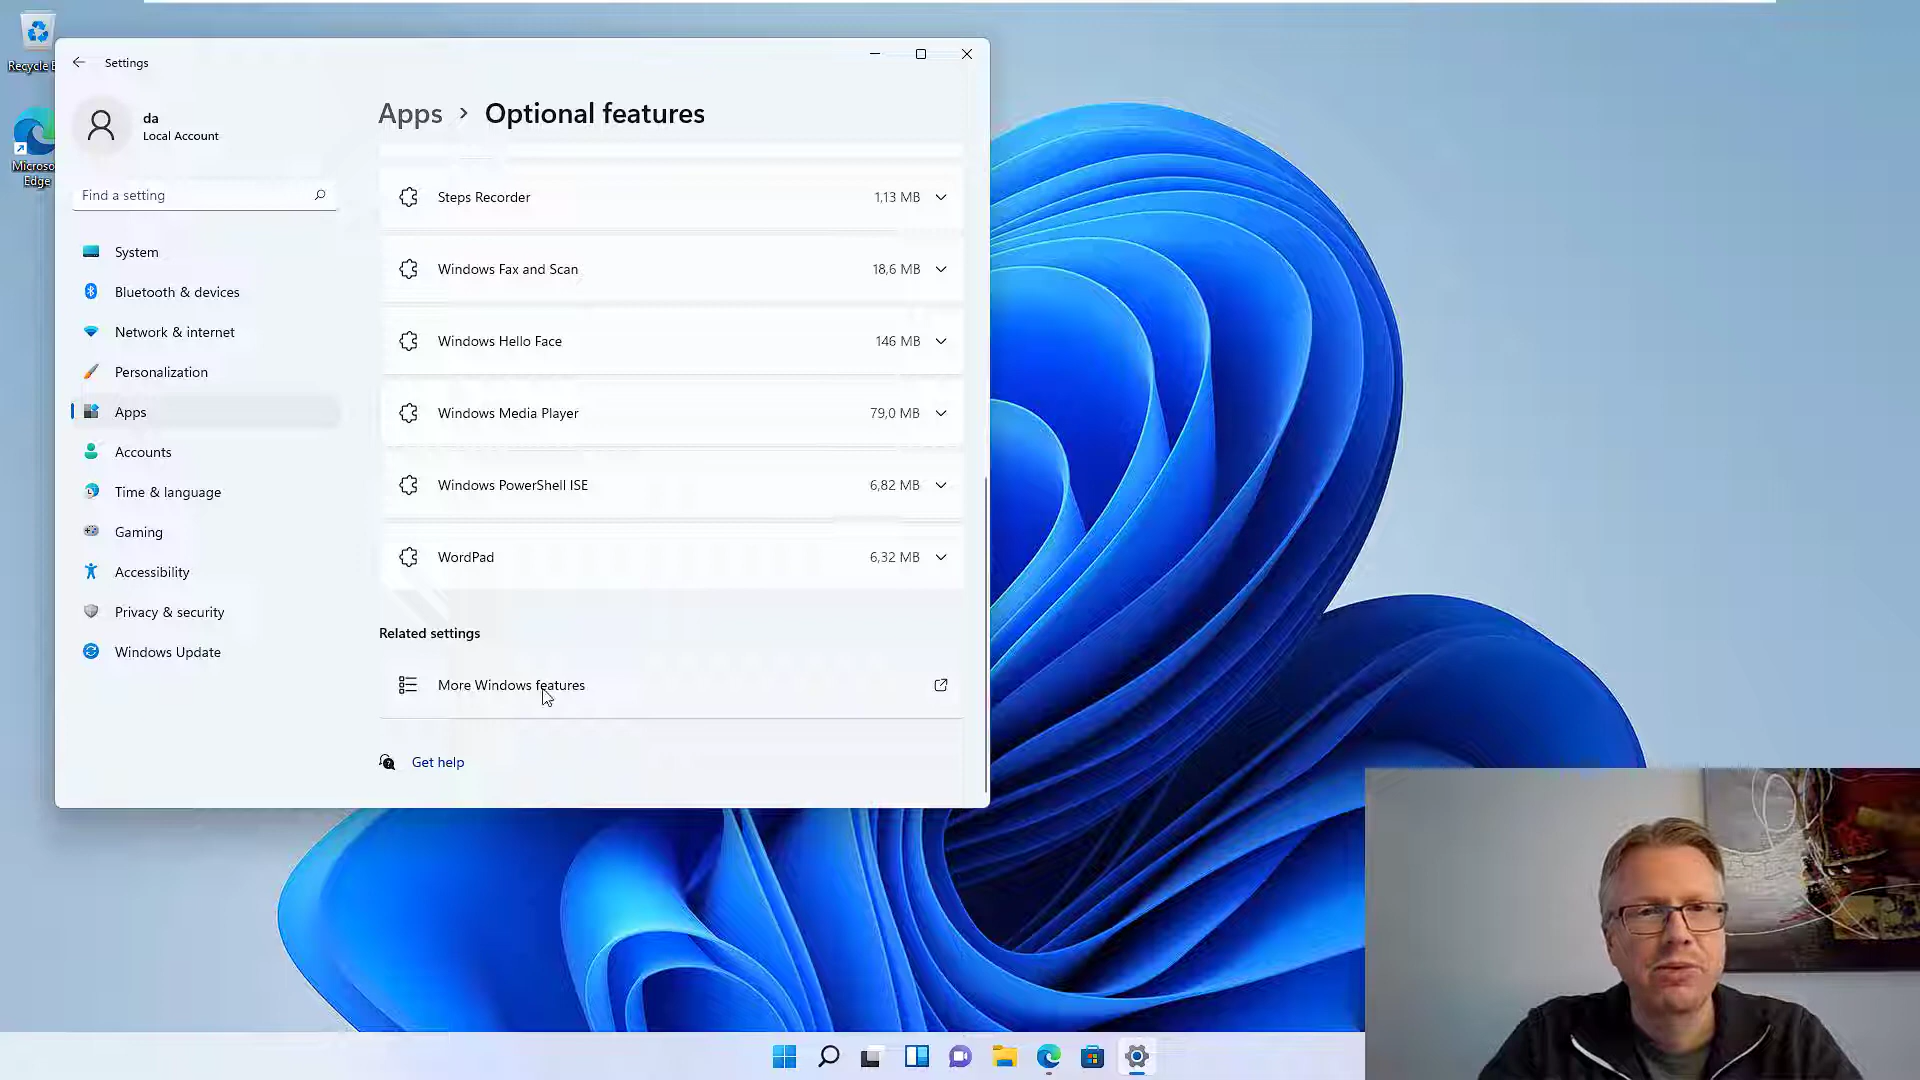 Recycle
Microso
Edge
Settings
da
Local Account
Find a setting
System
Bluetooth & devices
Network & internet
Personalization
Apps
Accounts
Time & language
Gaming
Accessibility
Privacy & security
Windows Update
Apps > Optional features
Steps Recorder 1,13 MB
Windows Fax and Scan 18,6 MB
Windows Hello Face 146 MB
Windows Media Player 79,0 MB
Windows PowerShell ISE 6,82 MB
WordPad 6,32 MB
Related settings
More Windows features
Get help